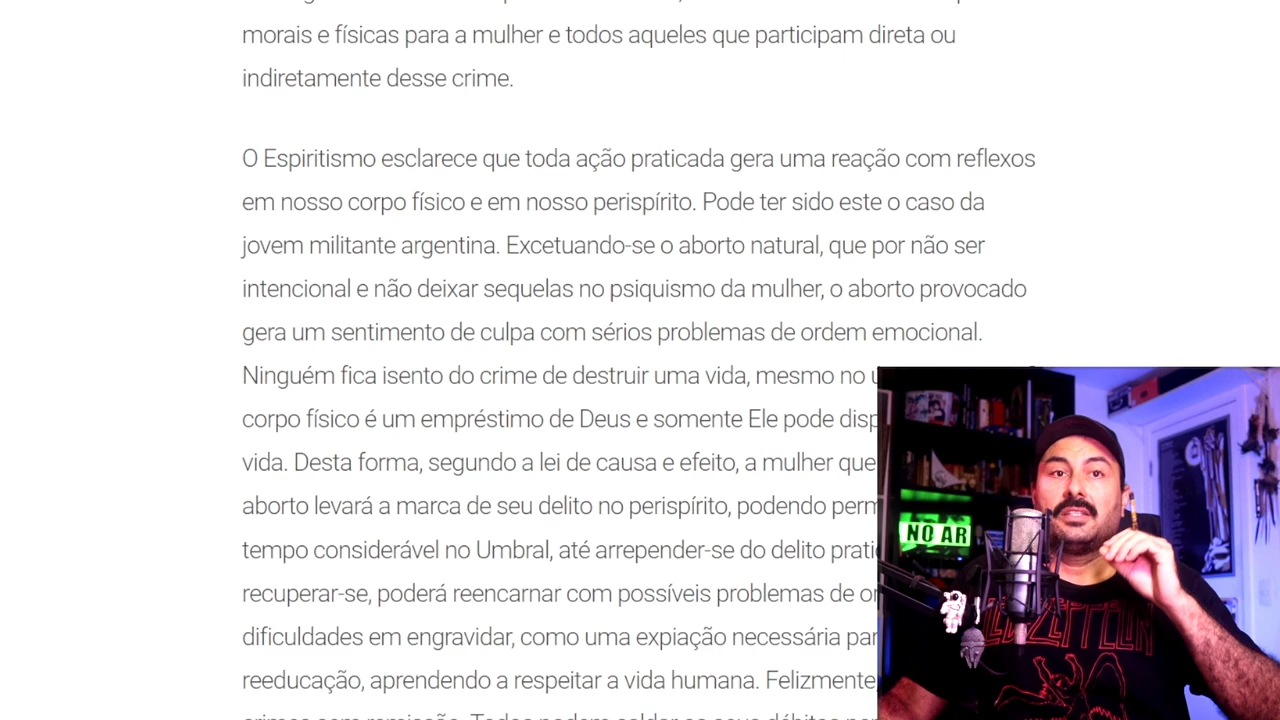 morais e físicas para a mulher e todos aqueles que participam direta ou
indiretamente desse crime.
O Espiritismo esclarece que toda ação praticada gera uma reação com reflexos
em nosso corpo físico e em nosso perispírito. Pode ter sido este o caso da
jovem militante argentina. Excetuando-se o aborto natural, que por não ser
intencional e não deixar sequelas no psiquismo da mulher, o aborto provocado
gera um sentimento de culpa com sérios problemas de ordem emocional.
Ninguém fica isento do crime de destruir uma vida, mesmo no
corpo físico é um empréstimo de Deus e somente Ele pode disp
vida. Desta forma, segundo a lei de causa e efeito, a mulher que
aborto levará a marca de seu delito no perispírito, podendo perm
tempo considerável no Umbral, até arrepender-se do delito prati
recuperar-se, poderá reencarnar com possíveis problemas de or
dificuldades em engravidar, como uma expiação necessária par
reeducação, aprendendo a respeitar a vida humana. Felizmente,
NO AR
LED ZEPPELIN